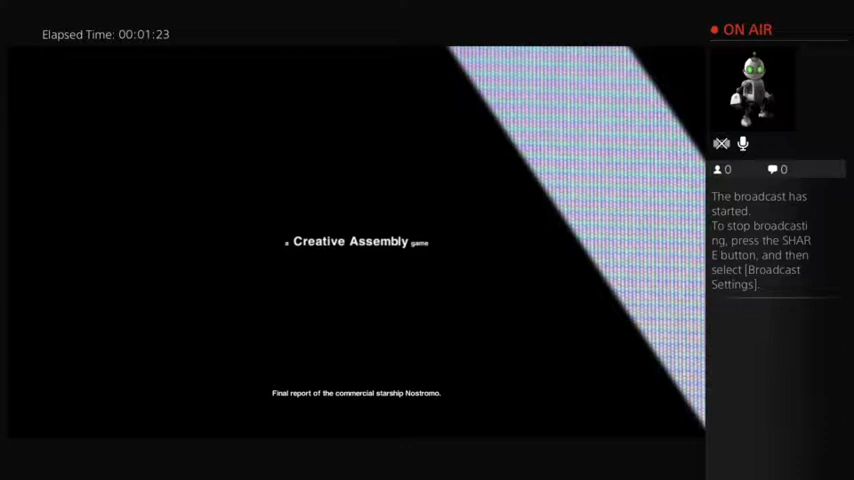 Elapsed Time: 00:01:23
ON AIR
0 0
The broadcast has
started.
To stop broadcasti
ng, press the SHAR
E button, and then
select [Broadcast
Settings].
a Creative Assembly game
Final report of the commercial starship Nostromo.